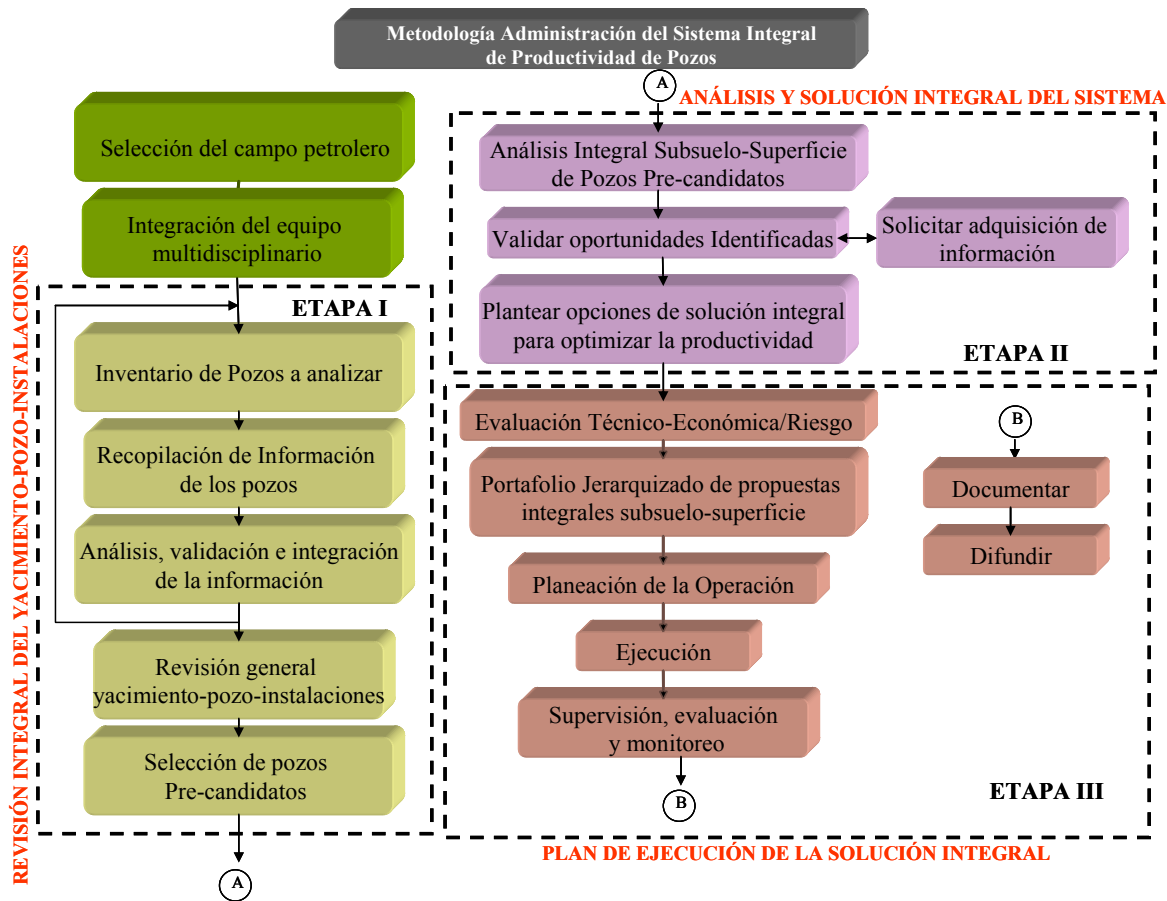 Metodología Administración del Sistema Integral
de Productividad de Pozos
Selección del campo petrolero
Integración del equipo
multidisciplinario
REVISIÓN INTEGRAL DEL YACIMIENTO-POZO-INSTALACIONES
ETAPA I
Inventario de Pozos a analizar
Recopilación de Información
de los pozos
Análisis, validación e integración
de la información
Revisión general
yacimiento-pozo-instalaciones
Selección de pozos
Pre-candidatos
A
A
ANÁLISIS Y SOLUCIÓN INTEGRAL DEL SISTEMA
Análisis Integral Subsuelo-Superficie
de Pozos Pre-candidatos
Validar oportunidades Identificadas
Solicitar adquisición de
información
Plantear opciones de solución integral
para optimizar la productividad
ETAPA II
Evaluación Técnico-Económica/Riesgo
Portafolio Jerarquizado de propuestas
integrales subsuelo-superficie
Planeación de la Operación
Ejecución
Supervisión, evaluación
y monitoreo
B
B
Documentar
Difundir
ETAPA III
PLAN DE EJECUCIÓN DE LA SOLUCIÓN INTEGRAL